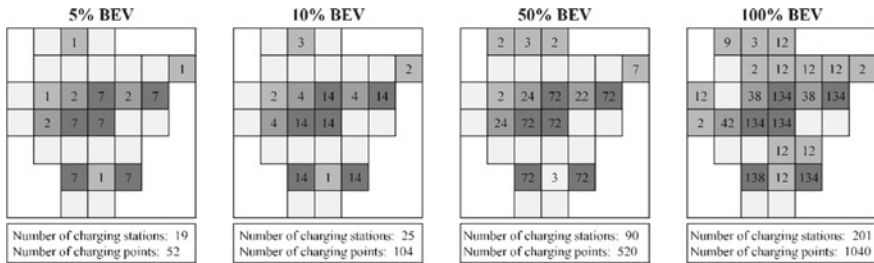 5% BEV 10% BEV 50% BEV 100% BEV
1 3 2 3 2 9 3 12
1 2 7 2 12 12 12 2
1 2 7 2 7 2 4 14 4 14 2 24 72 22 72 12 38 134 38 134
2 7 7 4 14 14 24 72 72 2 42 134 134
12 12
7 1 7 14 1 14 72 3 72 138 12 134
Number of charging stations: 19 Number of charging stations: 25 Number of charging stations: 90 Number of charging stations: 201
Number of charging points: 52 Number of charging points: 104 Number of charging points: 520 Number of charging points: 1040